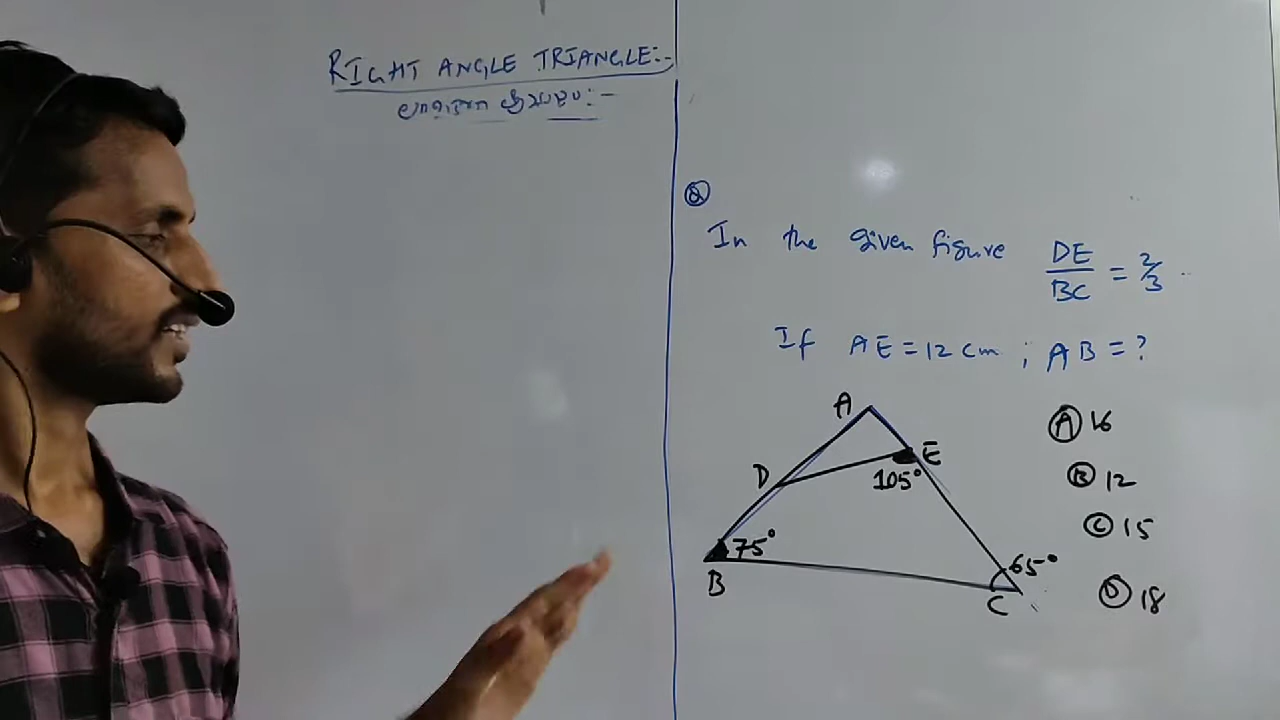 RIGHT ANGLE TRIANGLE:-
Q
In the given figure DE/BC = 2/3
If AE = 12 cm ; AB = ?
A
E
D
105°
75°
B
65°
C
A 16
B 12
C 15
D 18